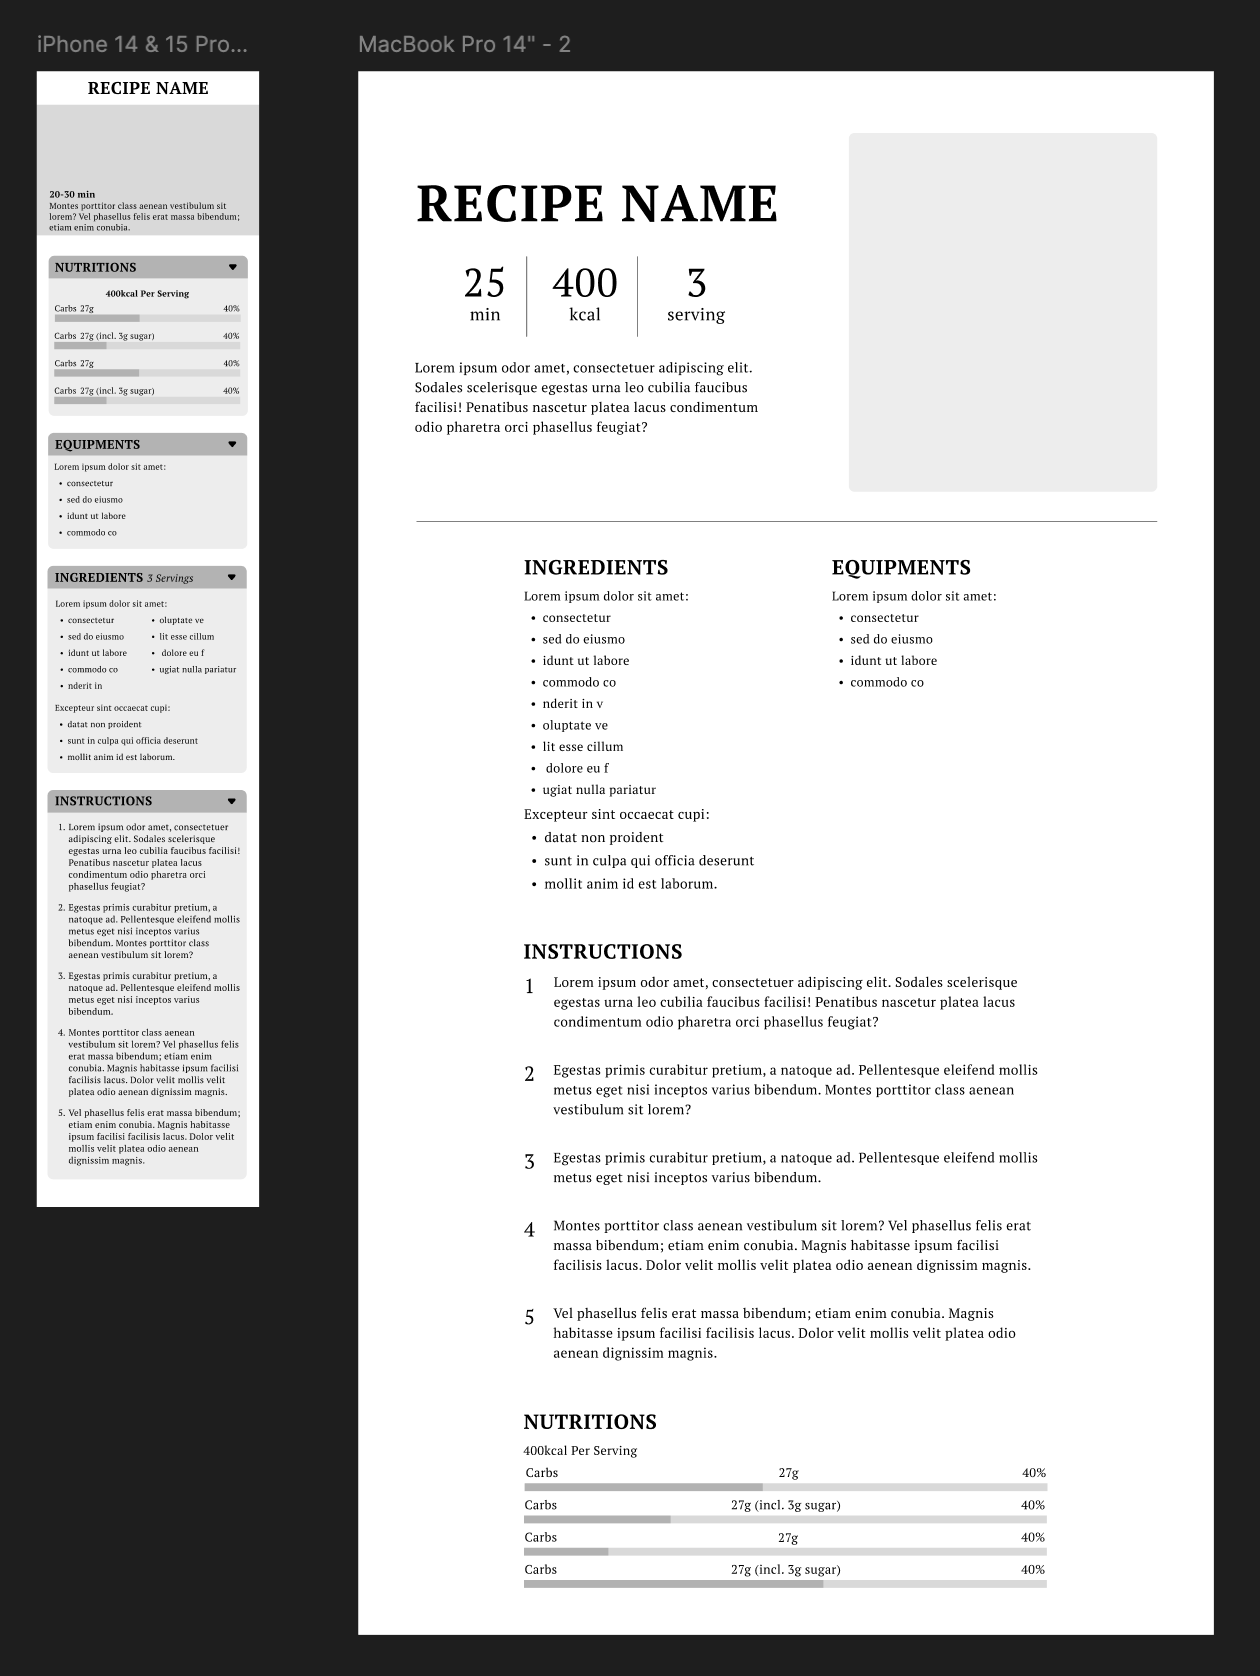 iPhone 14 & 15 Pro...
RECIPE NAME
20-30 min
Montes porttitor class aenean vestibulum sit
lorem? Vel phasellus felis erat massa bibendum;
etiam enim conubia.
NUTRITIONS
400kcal Per Serving
Carbs 27g 40%
Carbs 27g (incl. 3g sugar) 40%
Carbs 27g 40%
Carbs 27g (incl. 3g sugar) 40%
EQUIPMENTS
Lorem ipsum dolor sit amet:
• consectetur
• sed do eiusmo
• idunt ut labore
• commodo co
INGREDIENTS 3 Servings
Lorem ipsum dolor sit amet:
• consectetur
• sed do eiusmo
• idunt ut labore
• commodo co
• nderit in
• oluptate ve
• lit esse cillum
• dolore eu f
• ugiat nulla pariatur
Excepteur sint occaecat cupi:
• datat non proident
• sunt in culpa qui officia deserunt
• mollit anim id est laborum.
INSTRUCTIONS
1. Lorem ipsum odor amet, consectetuer
adipiscing elit. Sodales scelerisque
egestas urna leo cubilia faucibus facilisi!
Penatibus nascetur platea lacus
condimentum odio pharetra orci
phasellus feugiat?
2. Egestas primis curabitur pretium, a
natoque ad. Pellentesque eleifend mollis
metus eget nisi inceptos varius
bibendum. Montes porttitor class
aenean vestibulum sit lorem?
3. Egestas primis curabitur pretium, a
natoque ad. Pellentesque eleifend mollis
metus eget nisi inceptos varius
bibendum.
4. Montes porttitor class aenean
vestibulum sit lorem? Vel phasellus felis
erat massa bibendum; etiam enim
conubia. Magnis habitasse ipsum facilisi
facilisis lacus. Dolor velit mollis velit
platea odio aenean dignissim magnis.
5. Vel phasellus felis erat massa bibendum;
etiam enim conubia. Magnis habitasse
ipsum facilisi facilisis lacus. Dolor velit
mollis velit platea odio aenean
dignissim magnis.
MacBook Pro 14" - 2
RECIPE NAME
25 400 3
min kcal serving
Lorem ipsum odor amet, consectetuer adipiscing elit.
Sodales scelerisque egestas urna leo cubilia faucibus
facilisi! Penatibus nascetur platea lacus condimentum
odio pharetra orci phasellus feugiat?
INGREDIENTS
Lorem ipsum dolor sit amet:
• consectetur
• sed do eiusmo
• idunt ut labore
• commodo co
• nderit in v
• oluptate ve
• lit esse cillum
• dolore eu f
• ugiat nulla pariatur
Excepteur sint occaecat cupi:
• datat non proident
• sunt in culpa qui officia deserunt
• mollit anim id est laborum.
EQUIPMENTS
Lorem ipsum dolor sit amet:
• consectetur
• sed do eiusmo
• idunt ut labore
• commodo co
INSTRUCTIONS
1 Lorem ipsum odor amet, consectetuer adipiscing elit. Sodales scelerisque
egestas urna leo cubilia faucibus facilisi! Penatibus nascetur platea lacus
condimentum odio pharetra orci phasellus feugiat?
2 Egestas primis curabitur pretium, a natoque ad. Pellentesque eleifend mollis
metus eget nisi inceptos varius bibendum. Montes porttitor class aenean
vestibulum sit lorem?
3 Egestas primis curabitur pretium, a natoque ad. Pellentesque eleifend mollis
metus eget nisi inceptos varius bibendum.
4 Montes porttitor class aenean vestibulum sit lorem? Vel phasellus felis erat
massa bibendum; etiam enim conubia. Magnis habitasse ipsum facilisi
facilisis lacus. Dolor velit mollis velit platea odio aenean dignissim magnis.
5 Vel phasellus felis erat massa bibendum; etiam enim conubia. Magnis
habitasse ipsum facilisi facilisis lacus. Dolor velit mollis velit platea odio
aenean dignissim magnis.
NUTRITIONS
400kcal Per Serving
Carbs 27g 40%
Carbs 27g (incl. 3g sugar) 40%
Carbs 27g 40%
Carbs 27g (incl. 3g sugar) 40%